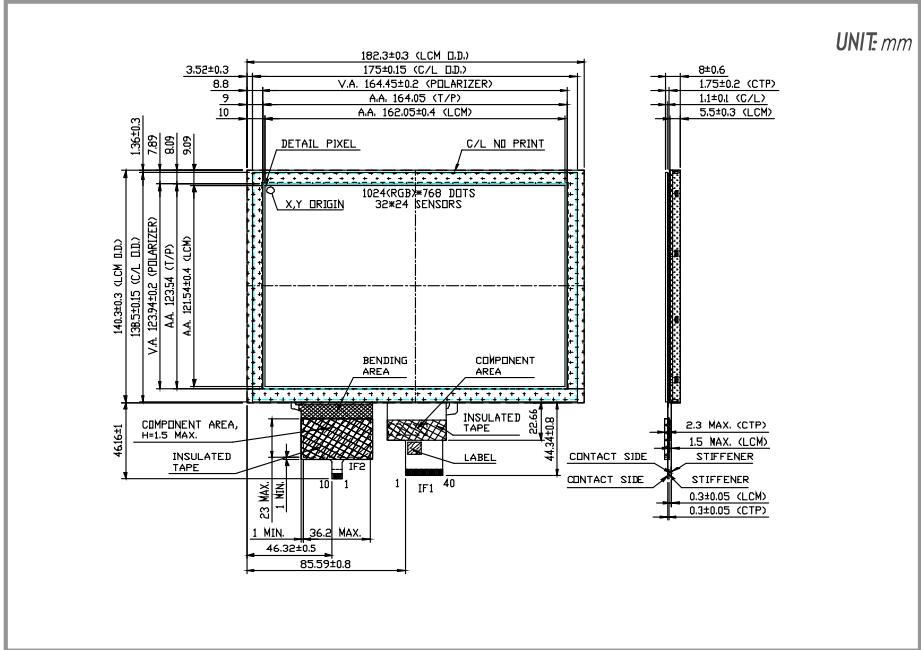 UNIT: mm
182.3±0.3 (LCM O.D.)
3.52±0.3
175±0.15 (C/L O.D.)
8.8
V.A. 164.45±0.2 (POLARIZER)
9
A.A. 164.05 (T/P)
10
A.A. 162.05±0.4 (LCM)
8±0.6
1.75±0.2 (CTP)
1.1±0.1 (C/L)
5.5±0.3 (LCM)
1.36±0.3
7.89
8.09
9.09
DETAIL PIXEL
C/L NO PRINT
1024(RGB)*768 DOTS
32*24 SENSORS
X,Y ORIGIN
140.3±0.3 (LCM O.D.)
138.5±0.15 (C/L O.D.)
V.A. 123.94±0.2 (POLARIZER)
A.A. 123.54 (T/P)
A.A. 121.54±0.4 (LCM)
BENDING
AREA
COMPONENT
AREA
46.16±1
COMPONENT AREA,
H=1.5 MAX.
INSULATED
TAPE
INSULATED
TAPE
LABEL
22.66
44.34±0.8
IF2
10
1
1
IF1
40
23 MAX.
1 MIN.
1 MIN.
36.2 MAX.
46.32±0.5
85.59±0.8
2.3 MAX. (CTP)
1.5 MAX. (LCM)
CONTACT SIDE
STIFFENER
CONTACT SIDE
STIFFENER
0.3±0.05 (LCM)
0.3±0.05 (CTP)